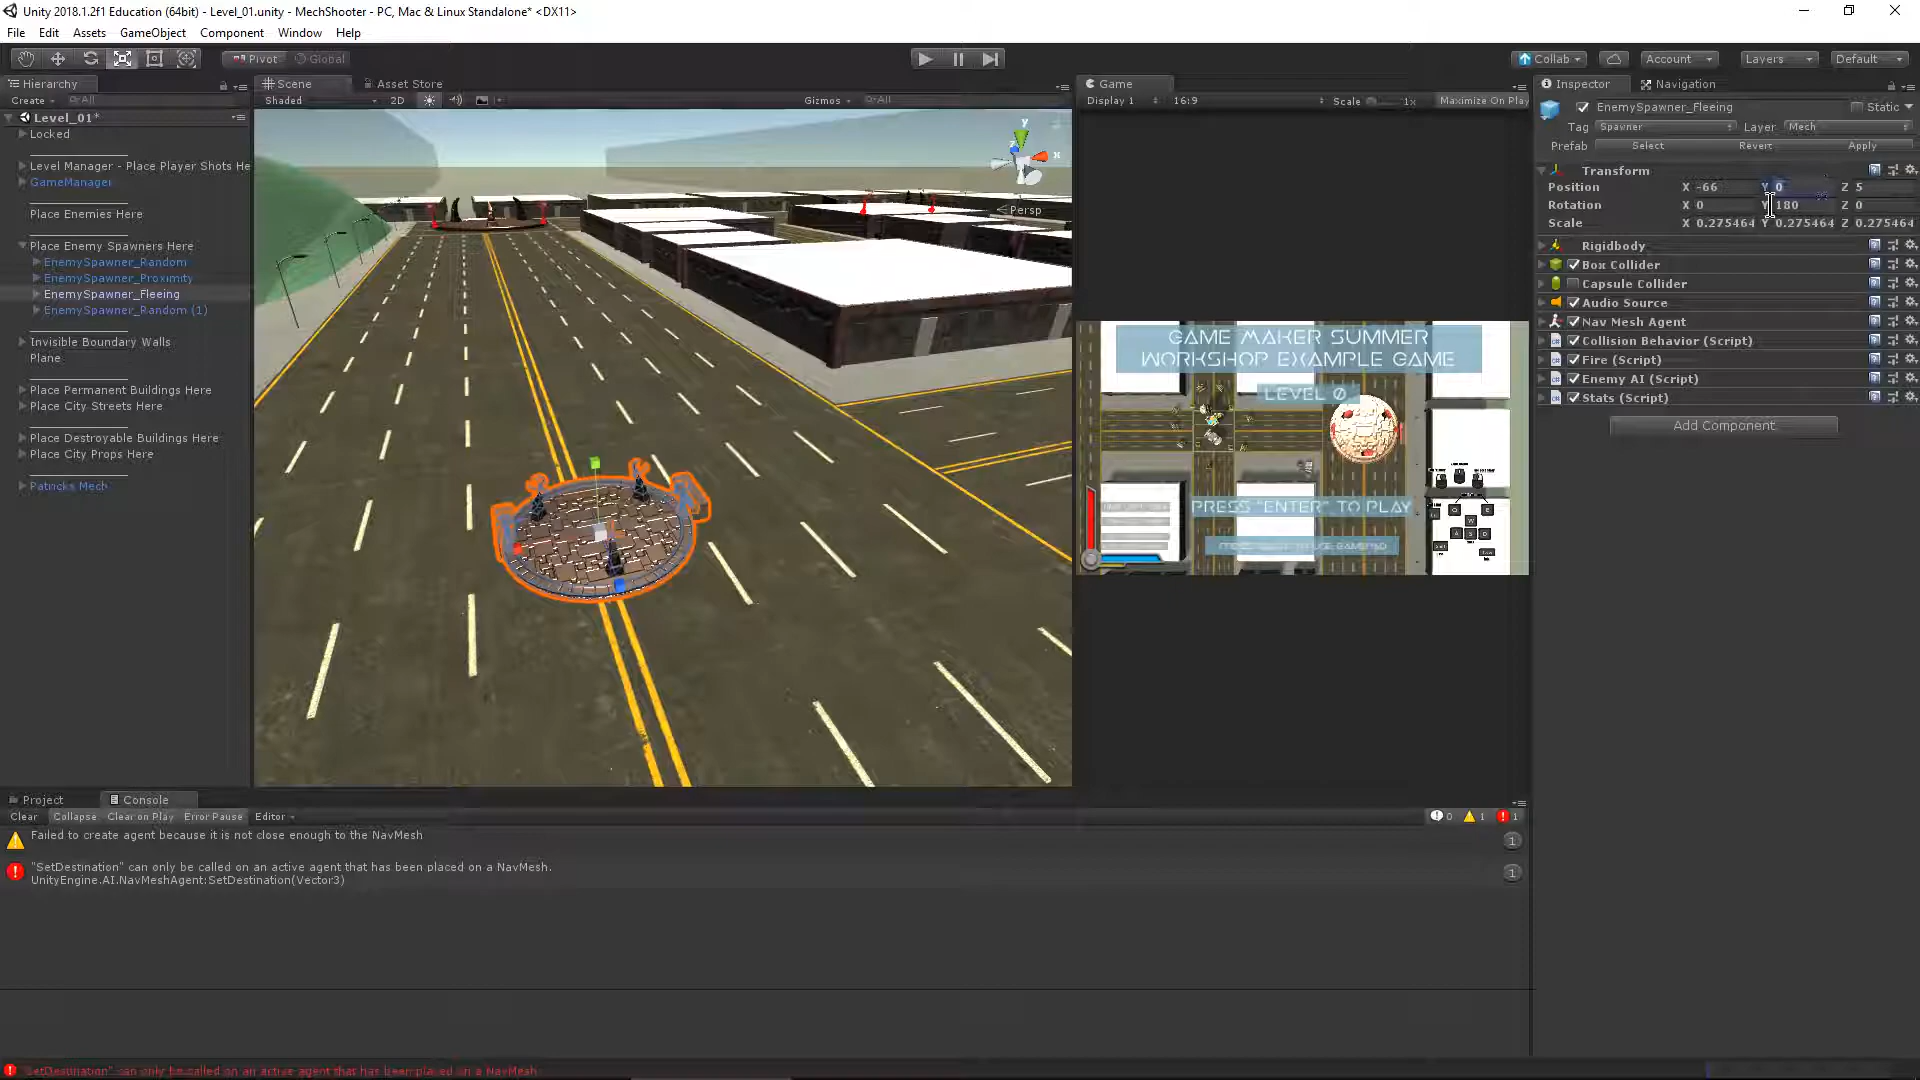 Unity 2018.1.2f1 Education (64bit) - Level_01.unity - MechShooter - PC, Mac & Linux Standalone* <DX11>
File Edit Assets GameObject Component Window Help
Pivot Global Collab Account Layers Default
Hierarchy
Create All
Level_01*
Locked
Level Manager - Place Player Shots He
GameManager
Place Enemies Here
Place Enemy Spawners Here
EnemySpawner_Random
EnemySpawner_Proximity
EnemySpawner_Fleeing
EnemySpawner_Random (1)
Invisible Boundary Walls
Plane
Place Permanent Buildings Here
Place City Streets Here
Place Destroyable Buildings Here
Place City Props Here
Patricks Mech
Scene Asset Store
Shaded 2D Gizmos All
y
x
Persp
Game
Display 1 16:9 Scale 1x Maximize On Play
GAME MAKER SUMMER
WORKSHOP EXAMPLE GAME
LEVEL 0
PRESS "ENTER" TO PLAY
Inspector Navigation
EnemySpawner_Fleeing Static
Tag Spawner Layer Mech
Prefab Select Revert Apply
Transform
Position X -66 Y 0 Z 5
Rotation X 0 Y 180 Z 0
Scale X 0.275464 Y 0.275464 Z 0.275464
Rigidbody
Box Collider
Capsule Collider
Audio Source
Nav Mesh Agent
Collision Behavior (Script)
Fire (Script)
Enemy AI (Script)
Stats (Script)
Add Component
Project Console
Clear Collapse Clear on Play Error Pause Editor 0 1 1
Failed to create agent because it is not close enough to the NavMesh 1
"SetDestination" can only be called on an active agent that has been placed on a NavMesh. 1
UnityEngine.AI.NavMeshAgent:SetDestination(Vector3)
"SetDestination" can only be called on an active agent that has been placed on a NavMesh.